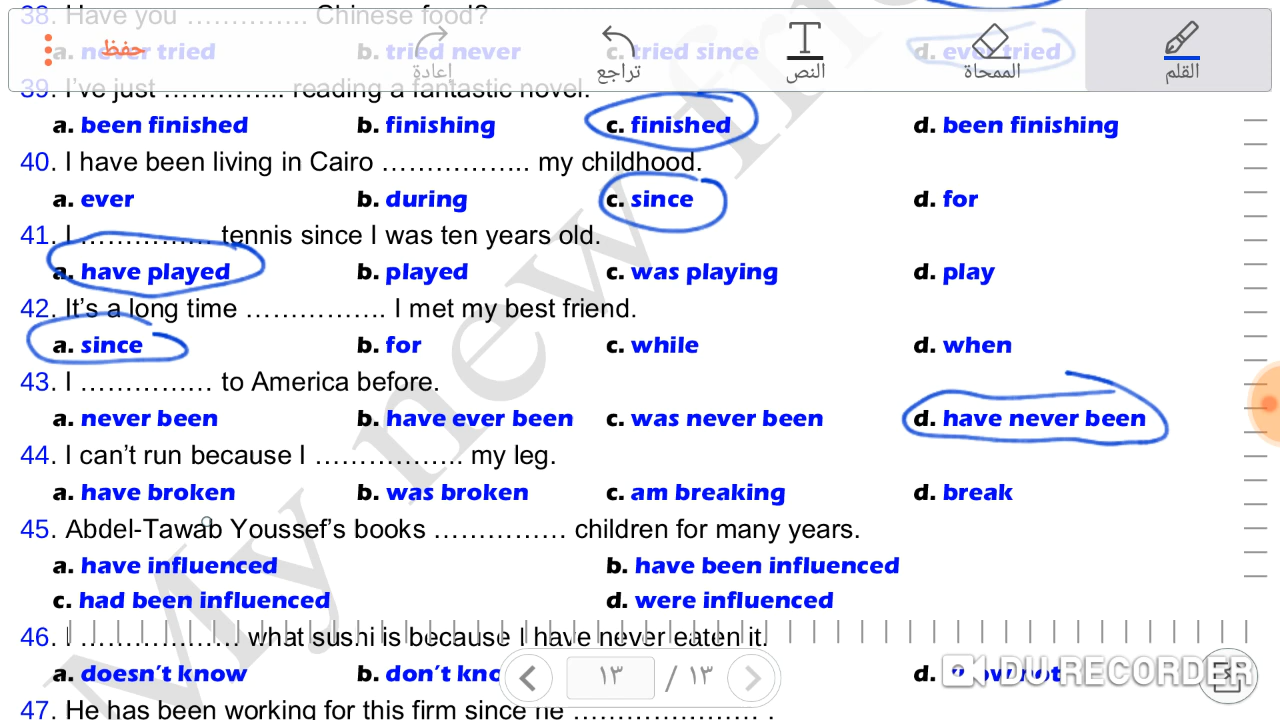 38. Have you ………….. Chinese food?
a. never tried b. tried never c. tried since d. ever tried
حفظ إعادة تراجع النص الممحاة القلم
39. I've just ………….. reading a fantastic novel.
a. been finished b. finishing c. finished d. been finishing
40. I have been living in Cairo …………….. my childhood.
a. ever b. during c. since d. for
41. I …………… tennis since I was ten years old.
a. have played b. played c. was playing d. play
42. It's a long time …………….. I met my best friend.
a. since b. for c. while d. when
43. I …………… to America before.
a. never been b. have ever been c. was never been d. have never been
44. I can't run because I …………….. my leg.
a. have broken b. was broken c. am breaking d. break
45. Abdel-Tawab Youssef's books …………… children for many years.
a. have influenced b. have been influenced
c. had been influenced d. were influenced
46. I ………………. what sushi is because I have never eaten it.
a. doesn't know b. don't d.
١٣ / ١٣
DU RECORDER
47. He has been working for this firm since he ………………… .
My new